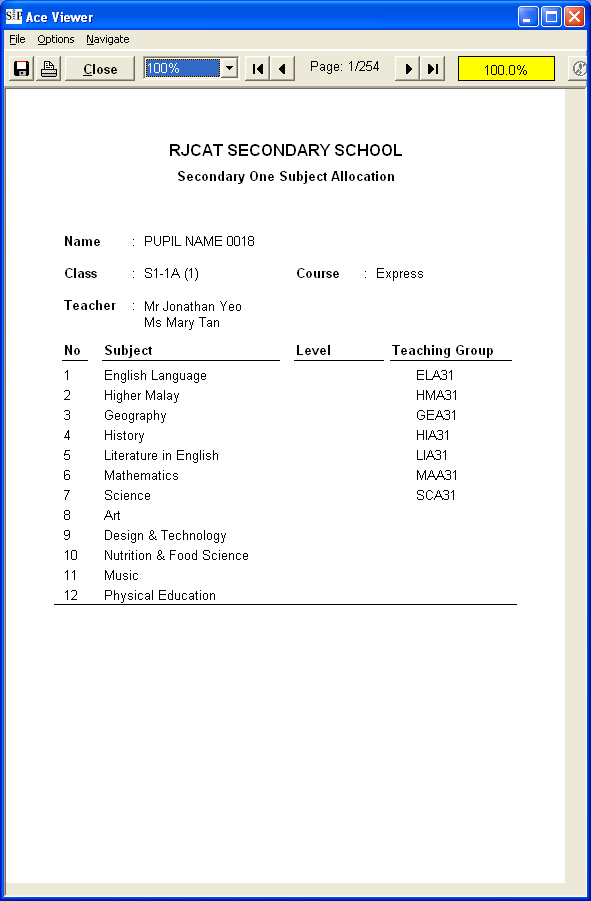 Ace Viewer
File Options Navigate
Close 100% Page: 1/254 100.0%
RJCAT SECONDARY SCHOOL
Secondary One Subject Allocation
Name : PUPIL NAME 0018
Class : S1-1A (1) Course : Express
Teacher : Mr Jonathan Yeo
Ms Mary Tan
No Subject Level Teaching Group
1 English Language ELA31
2 Higher Malay HMA31
3 Geography GEA31
4 History HIA31
5 Literature in English LIA31
6 Mathematics MAA31
7 Science SCA31
8 Art
9 Design & Technology
10 Nutrition & Food Science
11 Music
12 Physical Education